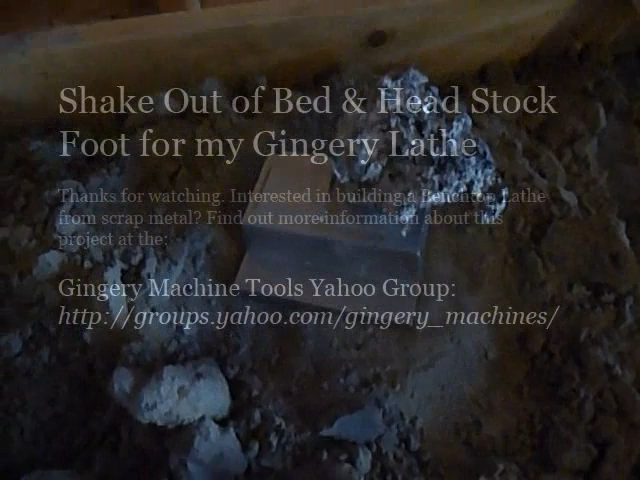 Shake Out of Bed & Head Stock
Foot for my Gingery Lathe
Thanks for watching. Interested in building a Benchtop Lathe
from scrap metal? Find out more information about this
project at the:
Gingery Machine Tools Yahoo Group:
http://groups.yahoo.com/gingery_machines/